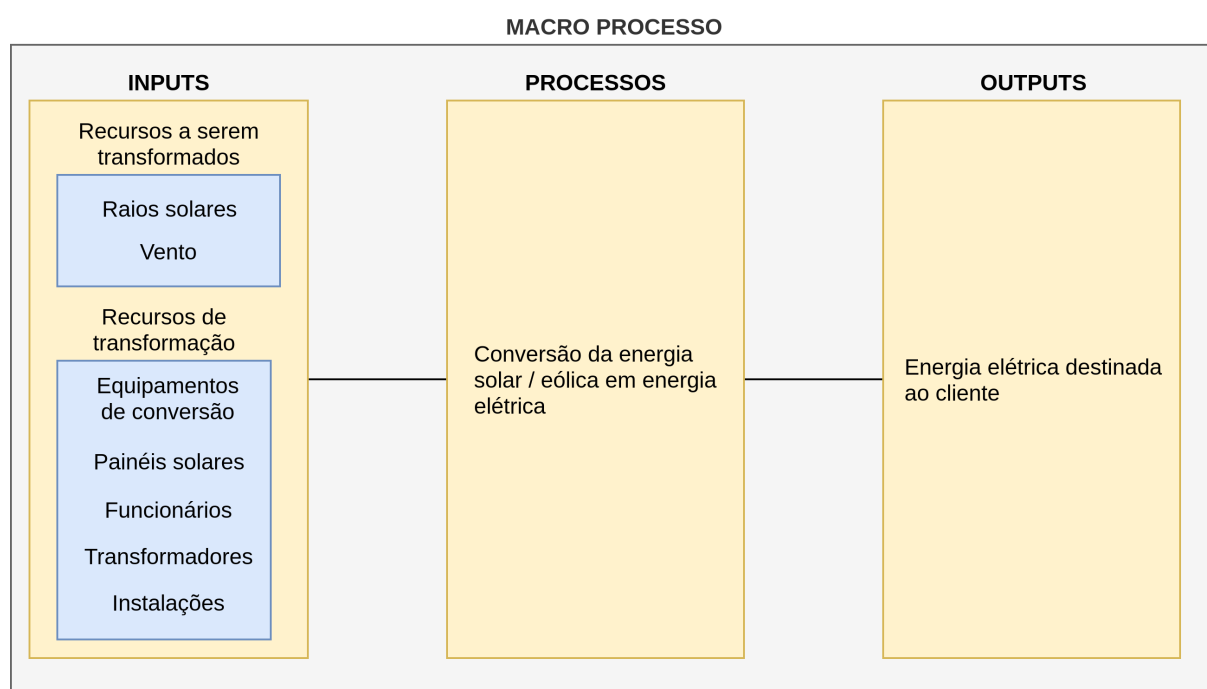 MACRO PROCESSO
INPUTS
Recursos a serem
transformados
Raios solares
Vento
Recursos de
transformação
Equipamentos
de conversão
Painéis solares
Funcionários
Transformadores
Instalações
PROCESSOS
Conversão da energia
solar / eólica em energia
elétrica
OUTPUTS
Energia elétrica destinada
ao cliente